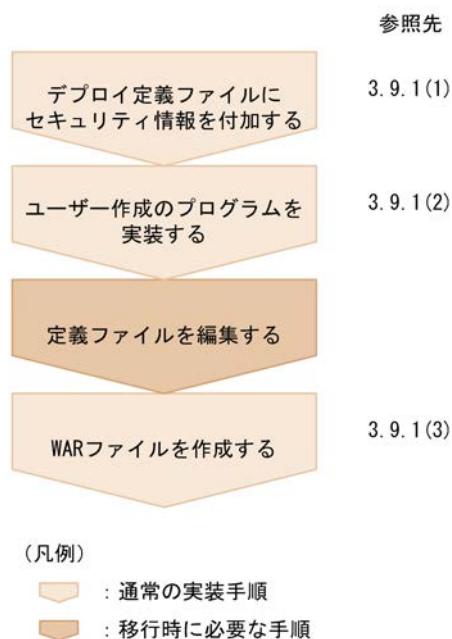 参照先
デプロイ定義ファイルに
セキュリティ情報を付加する
3.9.1(1)
ユーザー作成のプログラムを
実装する
3.9.1(2)
定義ファイルを編集する
WARファイルを作成する
3.9.1(3)
(凡例)
：通常の実装手順
：移行時に必要な手順